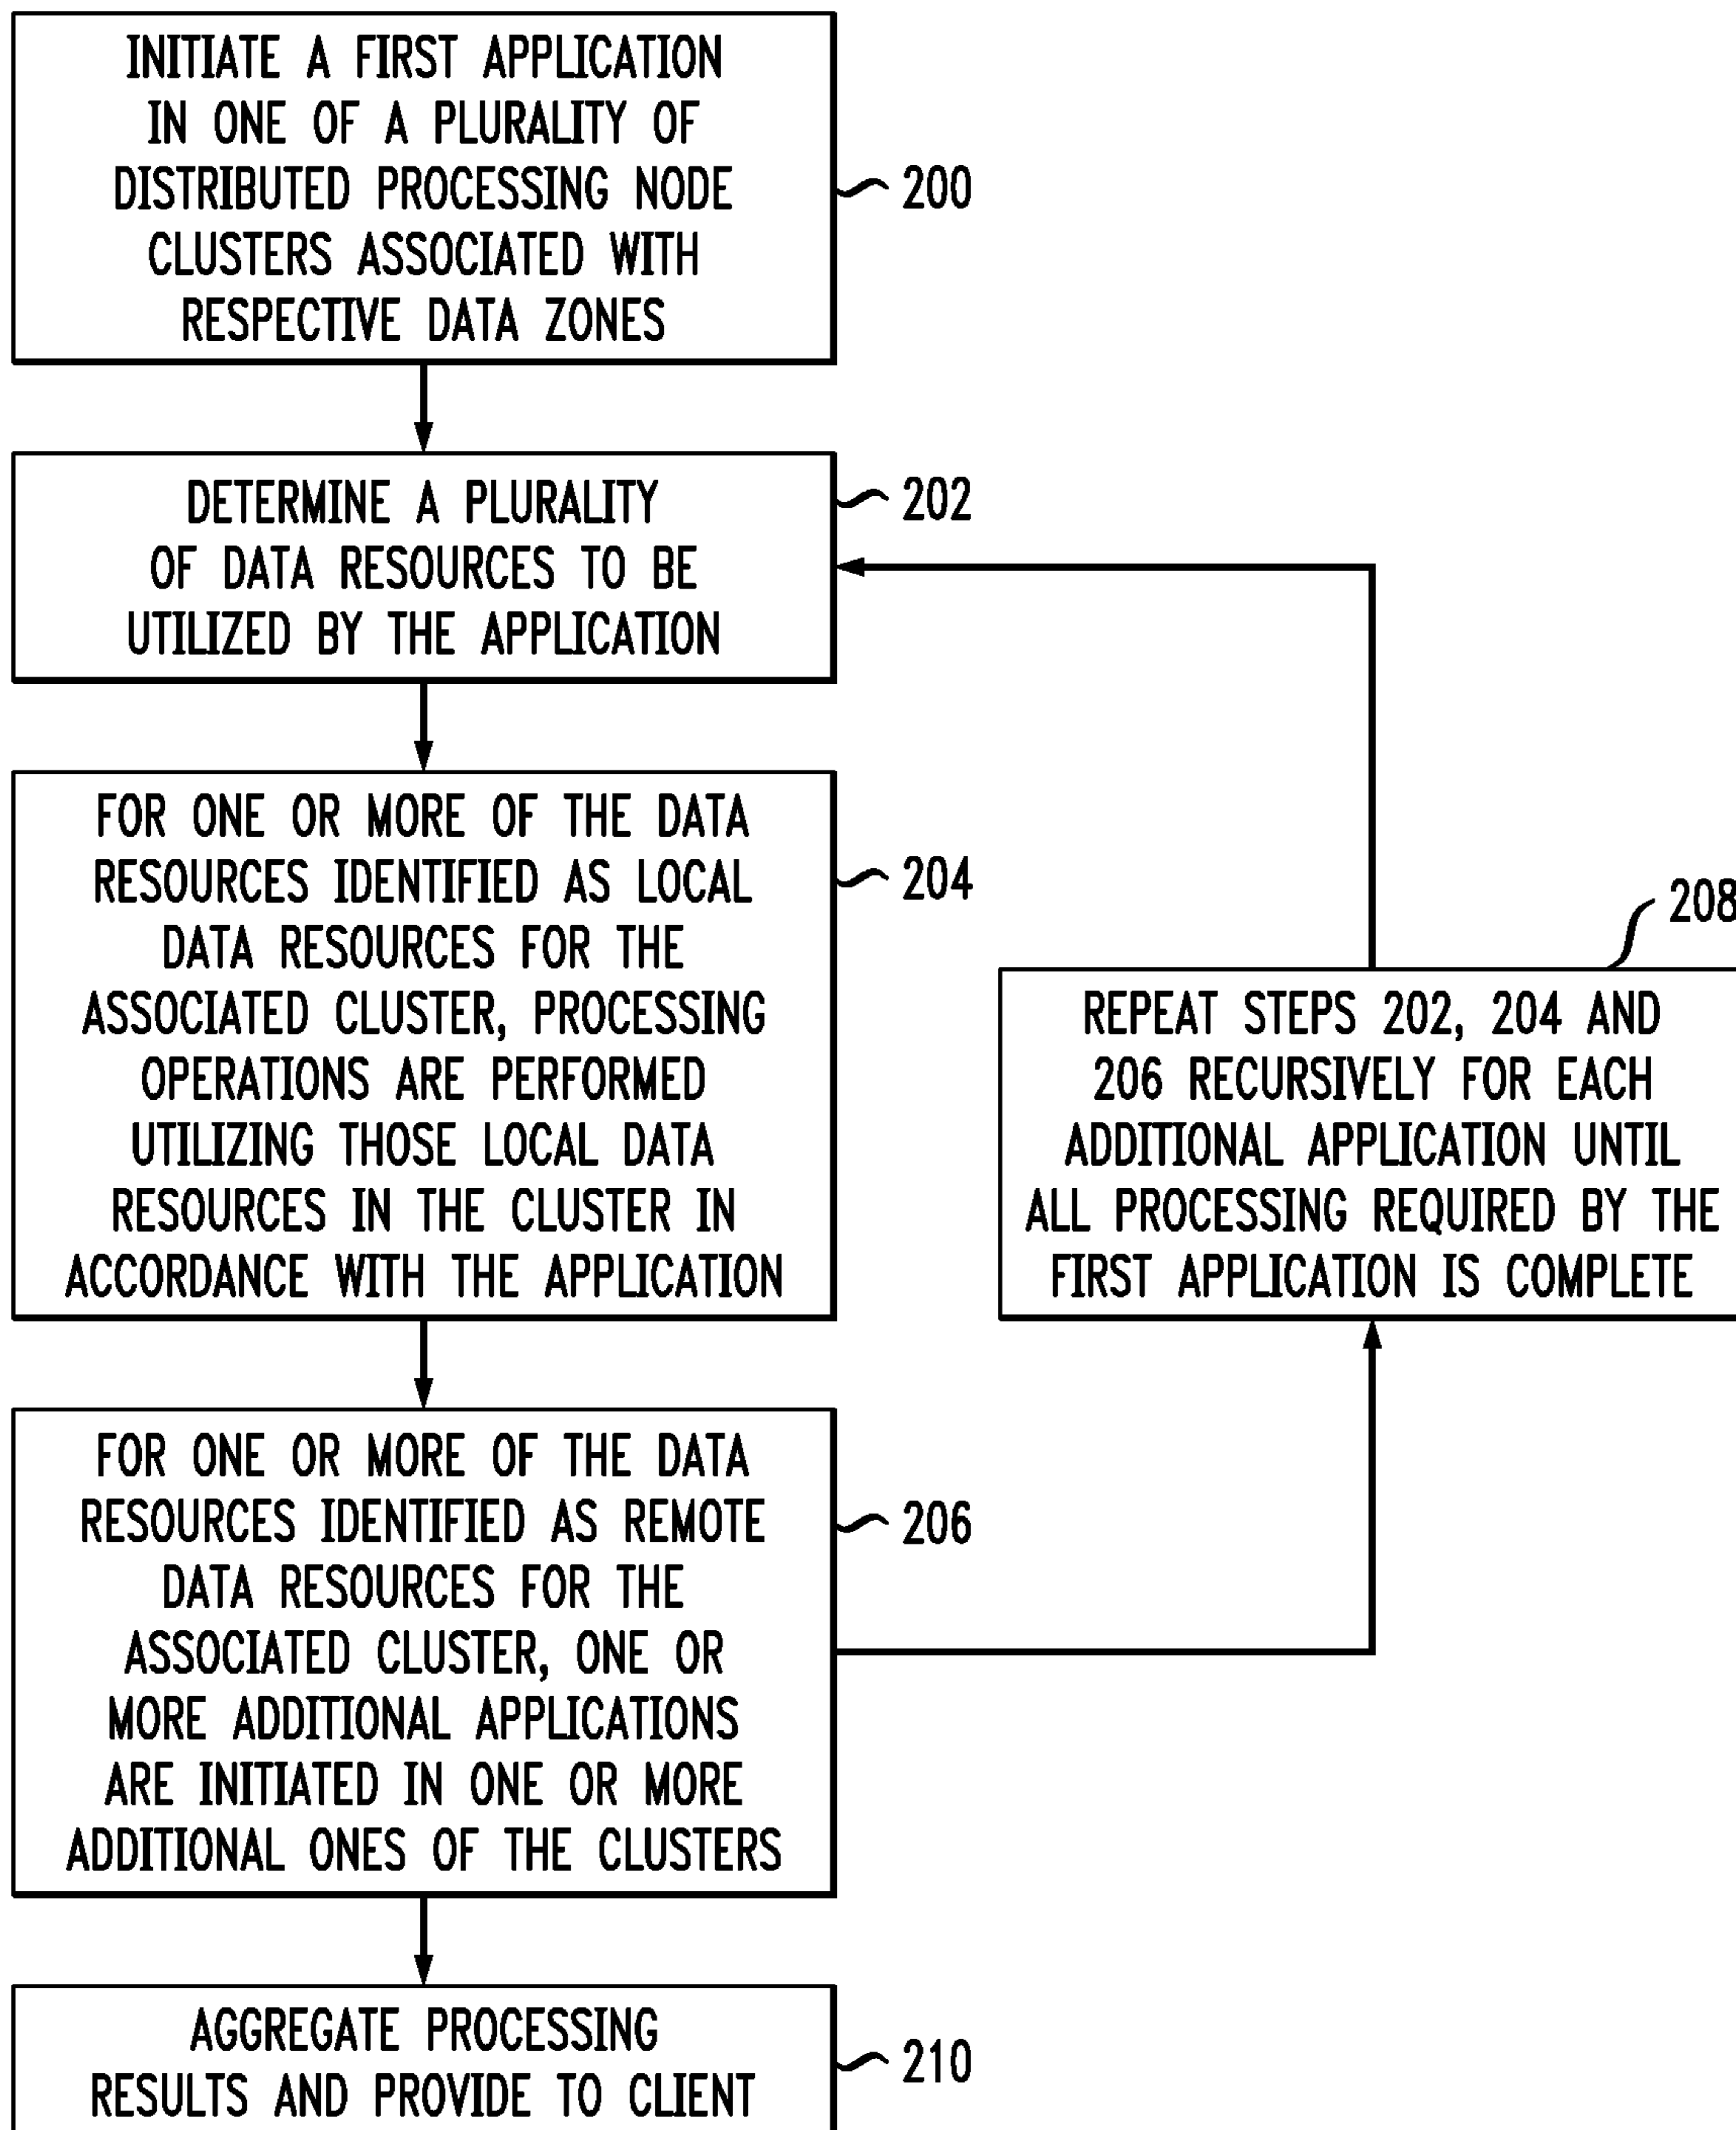 INITIATE A FIRST APPLICATION
IN ONE OF A PLURALITY OF
DISTRIBUTED PROCESSING NODE
CLUSTERS ASSOCIATED WITH
RESPECTIVE DATA ZONES
200
DETERMINE A PLURALITY
OF DATA RESOURCES TO BE
UTILIZED BY THE APPLICATION
202
FOR ONE OR MORE OF THE DATA
RESOURCES IDENTIFIED AS LOCAL
DATA RESOURCES FOR THE
ASSOCIATED CLUSTER, PROCESSING
OPERATIONS ARE PERFORMED
UTILIZING THOSE LOCAL DATA
RESOURCES IN THE CLUSTER IN
ACCORDANCE WITH THE APPLICATION
204
208
REPEAT STEPS 202, 204 AND
206 RECURSIVELY FOR EACH
ADDITIONAL APPLICATION UNTIL
ALL PROCESSING REQUIRED BY THE
FIRST APPLICATION IS COMPLETE
FOR ONE OR MORE OF THE DATA
RESOURCES IDENTIFIED AS REMOTE
DATA RESOURCES FOR THE
ASSOCIATED CLUSTER, ONE OR
MORE ADDITIONAL APPLICATIONS
ARE INITIATED IN ONE OR MORE
ADDITIONAL ONES OF THE CLUSTERS
206
AGGREGATE PROCESSING
RESULTS AND PROVIDE TO CLIENT
210